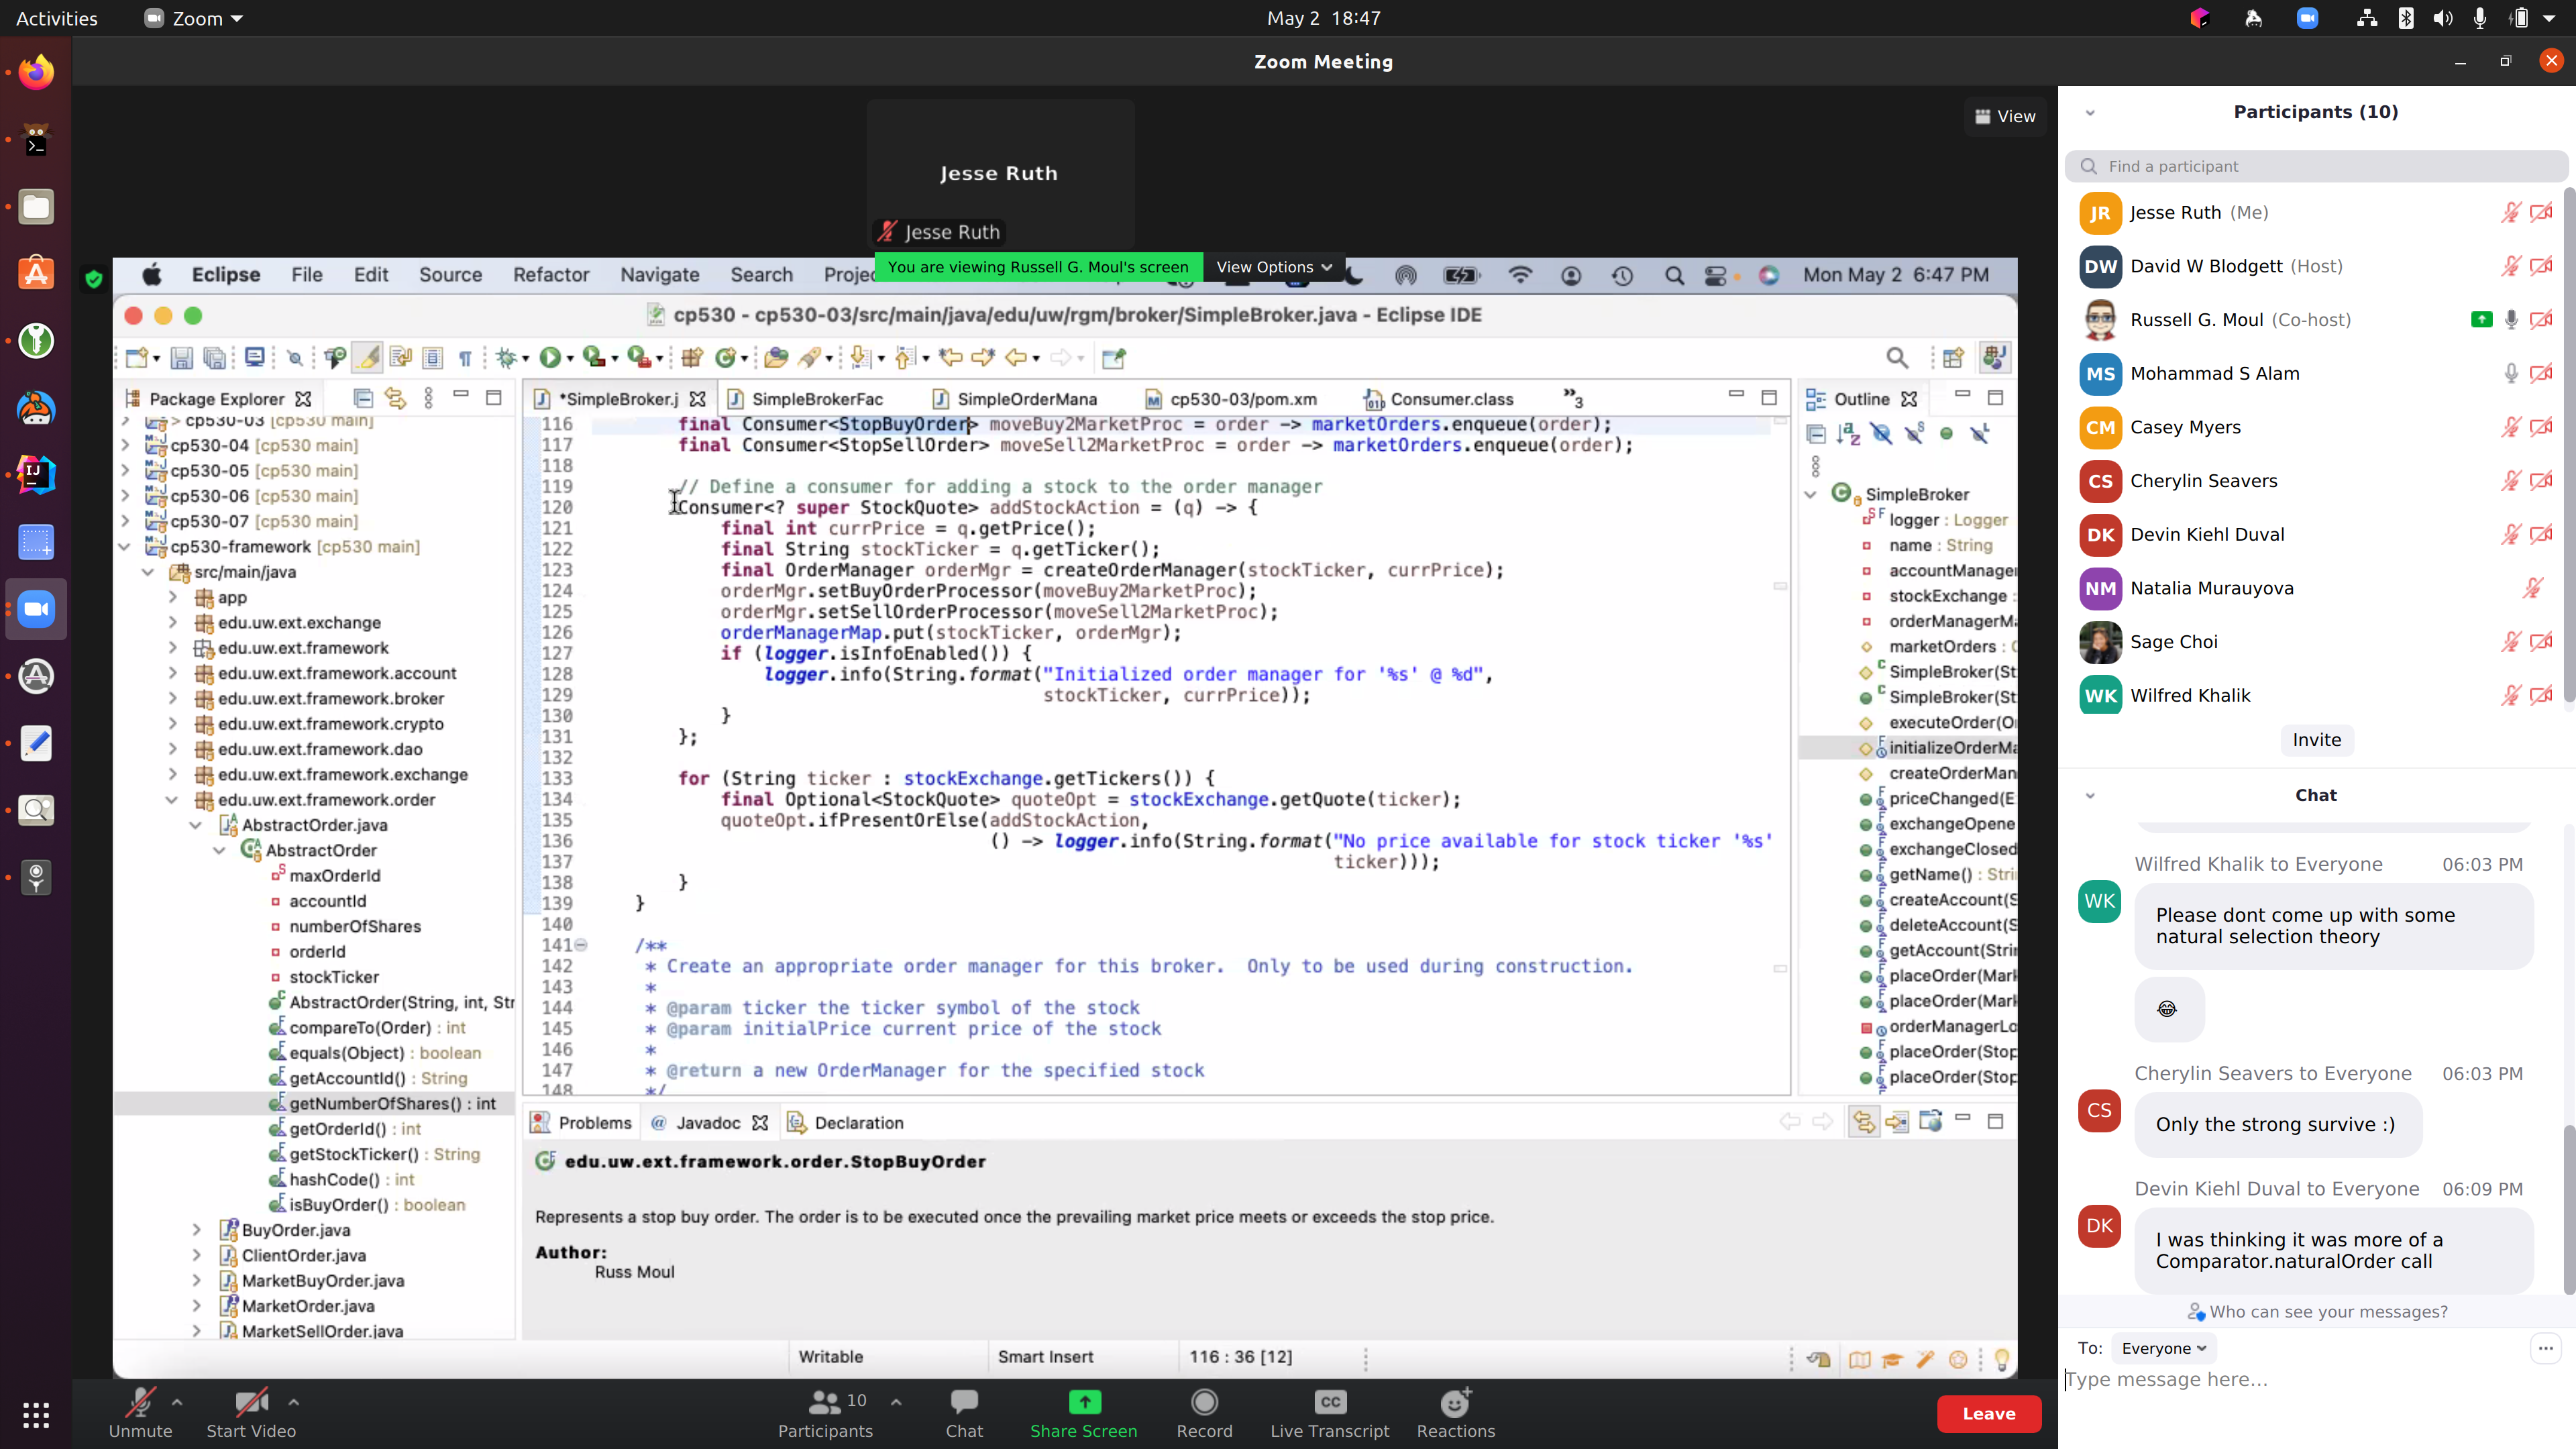 Activities
Zoom
May 2 18:47
Zoom Meeting
Jesse Ruth
Jesse Ruth
View
You are viewing Russell G. Moul's screen
View Options
Eclipse File Edit Source Refactor Navigate Search
Mon May 2 6:47 PM
cp530 - cp530-03/src/main/java/edu/uw/rgm/broker/SimpleBroker.java - Eclipse IDE
Package Explorer
> cp530-03 [cp530 main]
cp530-04 [cp530 main]
cp530-05 [cp530 main]
cp530-06 [cp530 main]
cp530-07 [cp530 main]
cp530-framework [cp530 main]
src/main/java
app
edu.uw.ext.exchange
edu.uw.ext.framework
edu.uw.ext.framework.account
edu.uw.ext.framework.broker
edu.uw.ext.framework.crypto
edu.uw.ext.framework.dao
edu.uw.ext.framework.exchange
edu.uw.ext.framework.order
AbstractOrder.java
AbstractOrder
maxOrderId
accountId
numberOfShares
orderId
stockTicker
AbstractOrder(String, int, Str
compareTo(Order) : int
equals(Object) : boolean
getAccountId() : String
getNumberOfShares() : int
getOrderId() : int
getStockTicker() : String
hashCode() : int
isBuyOrder() : boolean
BuyOrder.java
ClientOrder.java
MarketBuyOrder.java
MarketOrder.java
MarketSellOrder.java
*SimpleBroker.j
SimpleBrokerFac
SimpleOrderMana
cp530-03/pom.xm
Consumer.class
»3
116 final Consumer<StopBuyOrder> moveBuy2MarketProc = order -> marketOrders.enqueue(order);
117 final Consumer<StopSellOrder> moveSell2MarketProc = order -> marketOrders.enqueue(order);
118
119 // Define a consumer for adding a stock to the order manager
120 Consumer<? super StockQuote> addStockAction = (q) -> {
121 final int currPrice = q.getPrice();
122 final String stockTicker = q.getTicker();
123 final OrderManager orderMgr = createOrderManager(stockTicker, currPrice);
124 orderMgr.setBuyOrderProcessor(moveBuy2MarketProc);
125 orderMgr.setSellOrderProcessor(moveSell2MarketProc);
126 orderManagerMap.put(stockTicker, orderMgr);
127 if (logger.isInfoEnabled()) {
128 logger.info(String.format("Initialized order manager for '%s' @ %d",
129 stockTicker, currPrice));
130 }
131 };
132
133 for (String ticker : stockExchange.getTickers()) {
134 final Optional<StockQuote> quoteOpt = stockExchange.getQuote(ticker);
135 quoteOpt.ifPresentOrElse(addStockAction,
136 () -> logger.info(String.format("No price available for stock ticker '%s'
137 ticker)));
138 }
139 }
140
141 /**
142 * Create an appropriate order manager for this broker. Only to be used during construction.
143 *
144 * @param ticker the ticker symbol of the stock
145 * @param initialPrice current price of the stock
146 *
147 * @return a new OrderManager for the specified stock
148 */
Outline
SimpleBroker
logger : Logger
name : String
accountManager
stockExchange :
orderManagerMa
marketOrders :
SimpleBroker(St
SimpleBroker(St
executeOrder(O
initializeOrderMa
createOrderMan
priceChanged(E
exchangeOpene
exchangeClosed
getName() : Stri
createAccount(S
deleteAccount(S
getAccount(Strin
placeOrder(Mark
placeOrder(Mark
orderManagerLo
placeOrder(Stop
placeOrder(Stop
Problems
@ Javadoc
Declaration
edu.uw.ext.framework.order.StopBuyOrder
Represents a stop buy order. The order is to be executed once the prevailing market price meets or exceeds the stop price.
Author:
Russ Moul
Writable
Smart Insert
116 : 36 [12]
Unmute
Start Video
10
Participants
Chat
Share Screen
Record
CC
Live Transcript
Reactions
Leave
Participants (10)
Find a participant
JR Jesse Ruth (Me)
DW David W Blodgett (Host)
Russell G. Moul (Co-host)
MS Mohammad S Alam
CM Casey Myers
CS Cherylin Seavers
DK Devin Kiehl Duval
NM Natalia Murauyova
Sage Choi
WK Wilfred Khalik
Invite
Chat
Wilfred Khalik to Everyone 06:03 PM
WK
Please dont come up with some
natural selection theory
😂
Cherylin Seavers to Everyone 06:03 PM
CS
Only the strong survive :)
Devin Kiehl Duval to Everyone 06:09 PM
DK
I was thinking it was more of a
Comparator.naturalOrder call
Who can see your messages?
To: Everyone
Type message here...